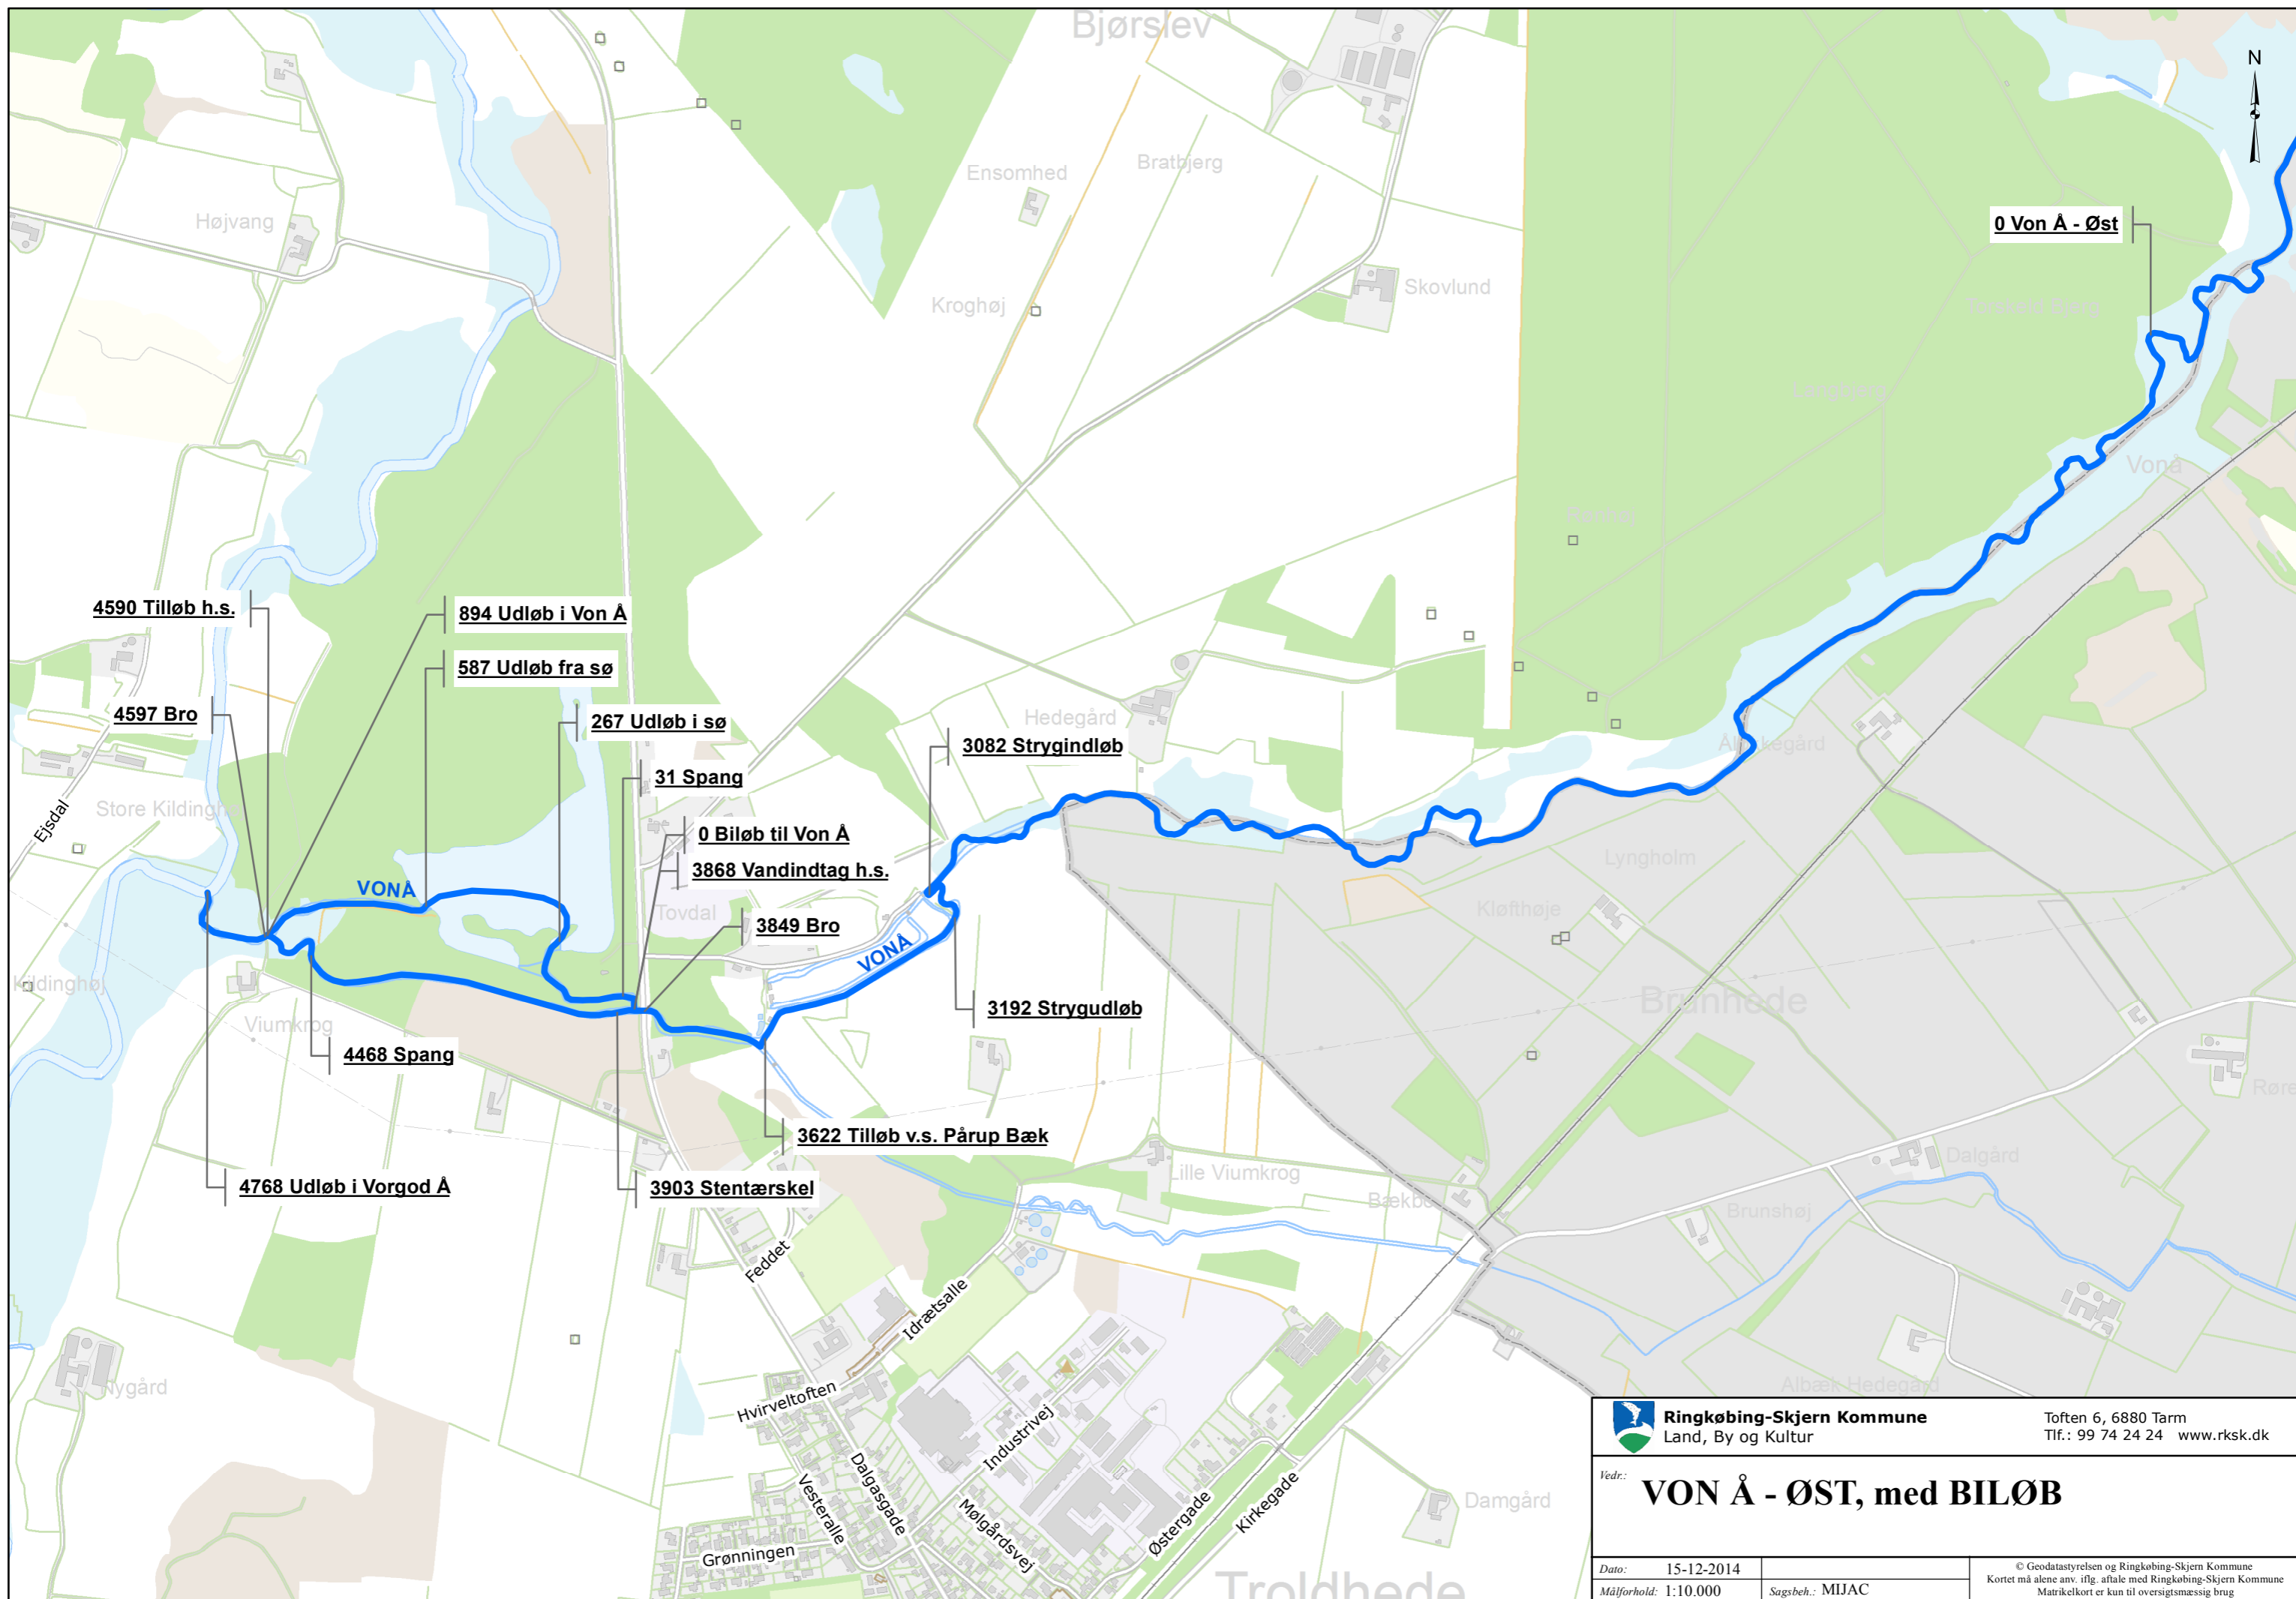 Bjørslev
N
Ensomhed
Bratbjerg
Højvang
0 Von Å - Øst
Skovlund
Kroghøj
Langbjerg
Vonå
4590 Tilløb h.s.
894 Udløb i Von Å
587 Udløb fra sø
4597 Bro
267 Udløb i sø
Hedegård
3082 Strygindløb
31 Spang
Store Kildinghøj
Ejsdal
0 Biløb til Von Å
3868 Vandindtag h.s.
Lyngholm
VONÅ
Tovdal
3849 Bro
VONÅ
Kløfthøje
Kildinghøj
3192 Strygudløb
Brunhede
Viumkrog
4468 Spang
3622 Tilløb v.s. Pårup Bæk
Dalgård
Lille Viumkrog
4768 Udløb i Vorgod Å
3903 Stentærskel
Brunshøj
Feddet
Idrætsalle
Nygård
Hvirveltoften
Albæk Hedegård
Industrivej
Dalgasgade
Vesteralle
Mølgårdsvej
Østergade
Kirkegade
Damgård
Grønningen
Troldhede
Ringkøbing-Skjern Kommune
Land, By og Kultur
Toften 6, 6880 Tarm
Tlf.: 99 74 24 24 www.rksk.dk
Vedr.: VON Å - ØST, med BILØB
Dato: 15-12-2014
Målforhold: 1:10.000
Sagsbeh.: MIJAC
© Geodatastyrelsen og Ringkøbing-Skjern Kommune
Kortet må alene anv. iflg. aftale med Ringkøbing-Skjern Kommune
Matrikelkort er kun til oversigtsmæssig brug